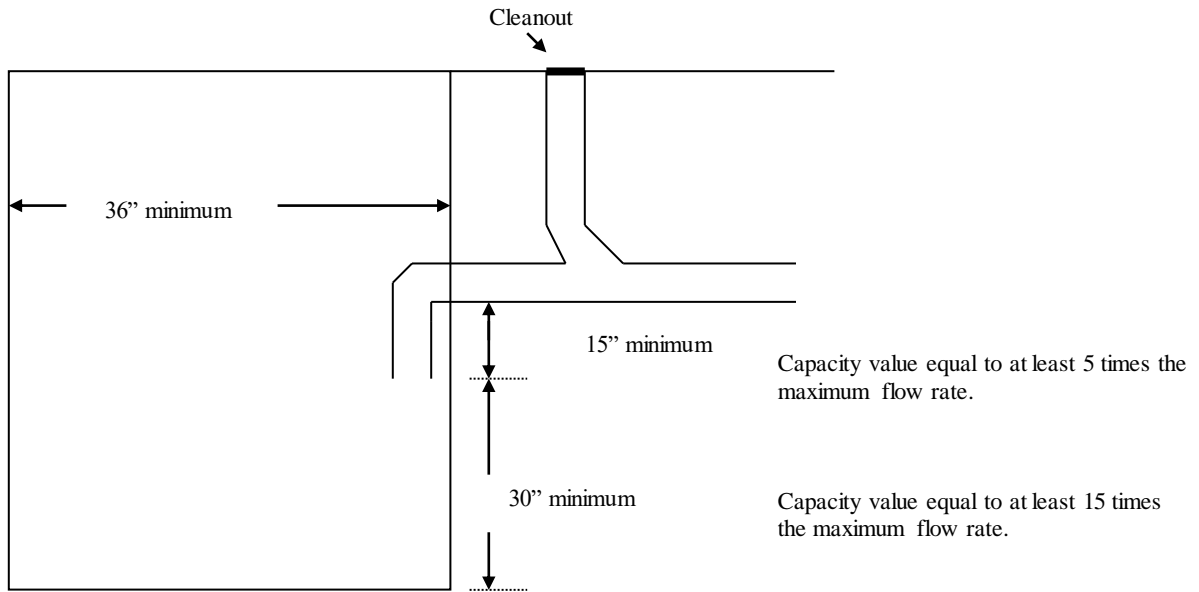 Cleanout
36” minimum
15” minimum
Capacity value equal to at least 5 times the
maximum flow rate.
30” minimum
Capacity value equal to at least 15 times
the maximum flow rate.